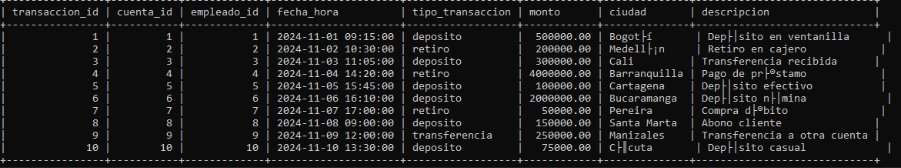 | transaccion_id | cuenta_id | empleado_id | fecha_hora | tipo_transaccion | monto | ciudad | descripcion |
| 1 | 1 | 1 | 2024-11-01 09:15:00 | deposito | 500000.00 | Bogot├í | Dep├│sito en ventanilla |
| 2 | 2 | 2 | 2024-11-02 10:30:00 | retiro | 200000.00 | Medell├¡n | Retiro en cajero |
| 3 | 3 | 3 | 2024-11-03 11:05:00 | deposito | 300000.00 | Cali | Transferencia recibida |
| 4 | 4 | 4 | 2024-11-04 14:20:00 | retiro | 4000000.00 | Barranquilla | Pago de pr├®stamo |
| 5 | 5 | 5 | 2024-11-05 15:45:00 | deposito | 100000.00 | Cartagena | Dep├│sito efectivo |
| 6 | 6 | 6 | 2024-11-06 16:10:00 | deposito | 2000000.00 | Bucaramanga | Dep├│sito n├│mina |
| 7 | 7 | 7 | 2024-11-07 17:00:00 | retiro | 50000.00 | Pereira | Compra d├®bito |
| 8 | 8 | 8 | 2024-11-08 09:00:00 | deposito | 150000.00 | Santa Marta | Abono cliente |
| 9 | 9 | 9 | 2024-11-09 12:00:00 | transferencia | 250000.00 | Manizales | Transferencia a otra cuenta |
| 10 | 10 | 10 | 2024-11-10 13:30:00 | deposito | 75000.00 | C├║cuta | Dep├│sito casual |